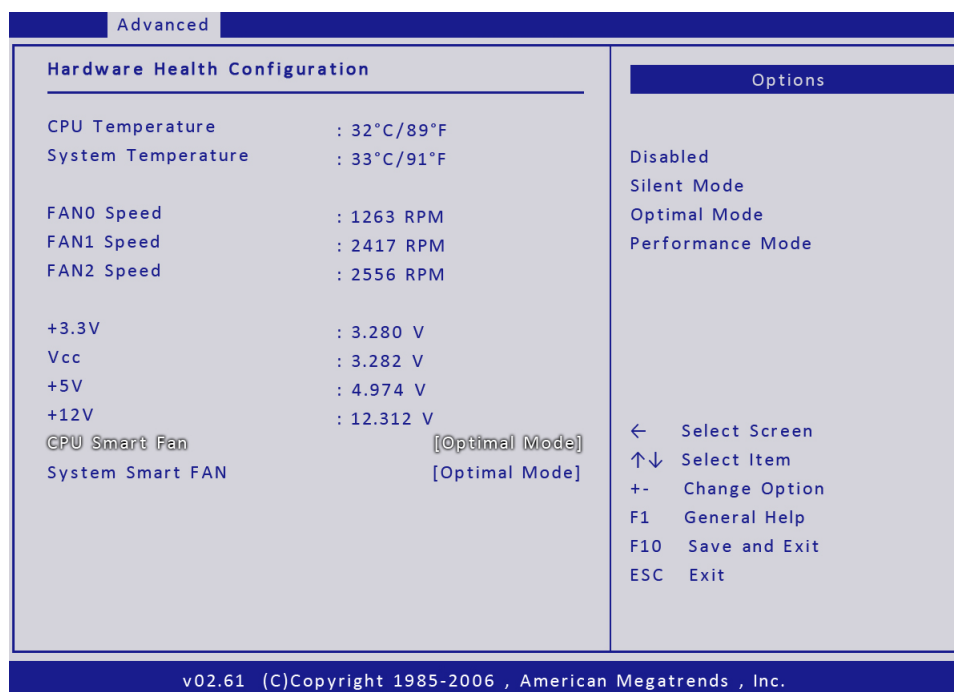 Advanced
Hardware Health Configuration
CPU Temperature : 32°C/89°F
System Temperature : 33°C/91°F
FAN0 Speed : 1263 RPM
FAN1 Speed : 2417 RPM
FAN2 Speed : 2556 RPM
+3.3V : 3.280 V
Vcc : 3.282 V
+5V : 4.974 V
+12V : 12.312 V
CPU Smart Fan [Optimal Mode]
System Smart FAN [Optimal Mode]
Options
Disabled
Silent Mode
Optimal Mode
Performance Mode
← Select Screen
↑↓ Select Item
+- Change Option
F1 General Help
F10 Save and Exit
ESC Exit
v02.61 (C)Copyright 1985-2006 , American Megatrends , Inc.